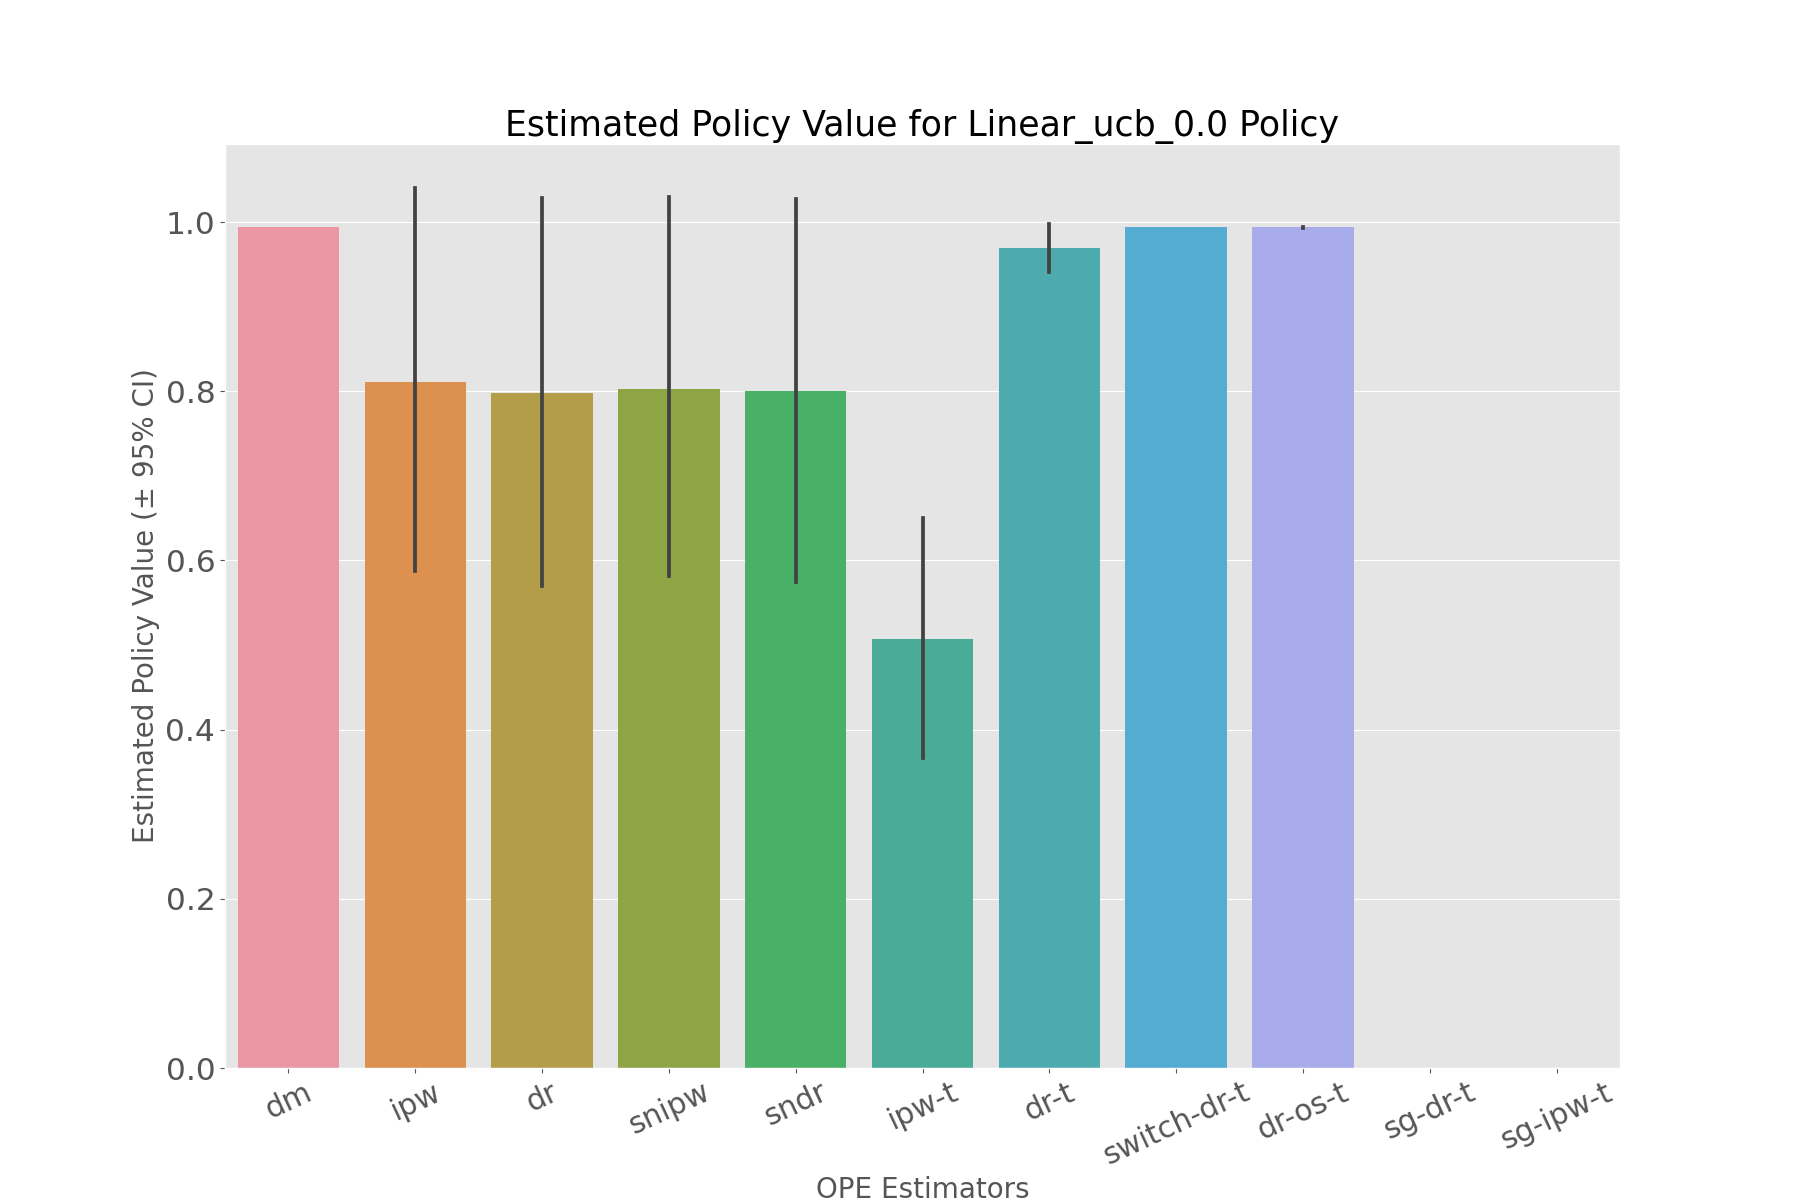 Estimated Policy Value for Linear_ucb_0.0 Policy
Estimated Policy Value (± 95% CI)
1.0
0.8
0.6
0.4
0.2
0.0
dm
ipw
dr
snipw
sndr
ipw-t
dr-t
switch-dr-t
dr-os-t
sg-dr-t
sg-ipw-t
OPE Estimators